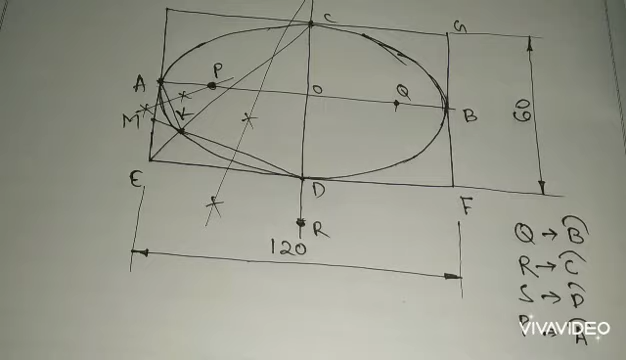 C
G
A
P
O
Q
B
M
K
E
D
F
R
60
120
Q → (B
R → (C
S → (D
P → (A
VIVAVIDEO